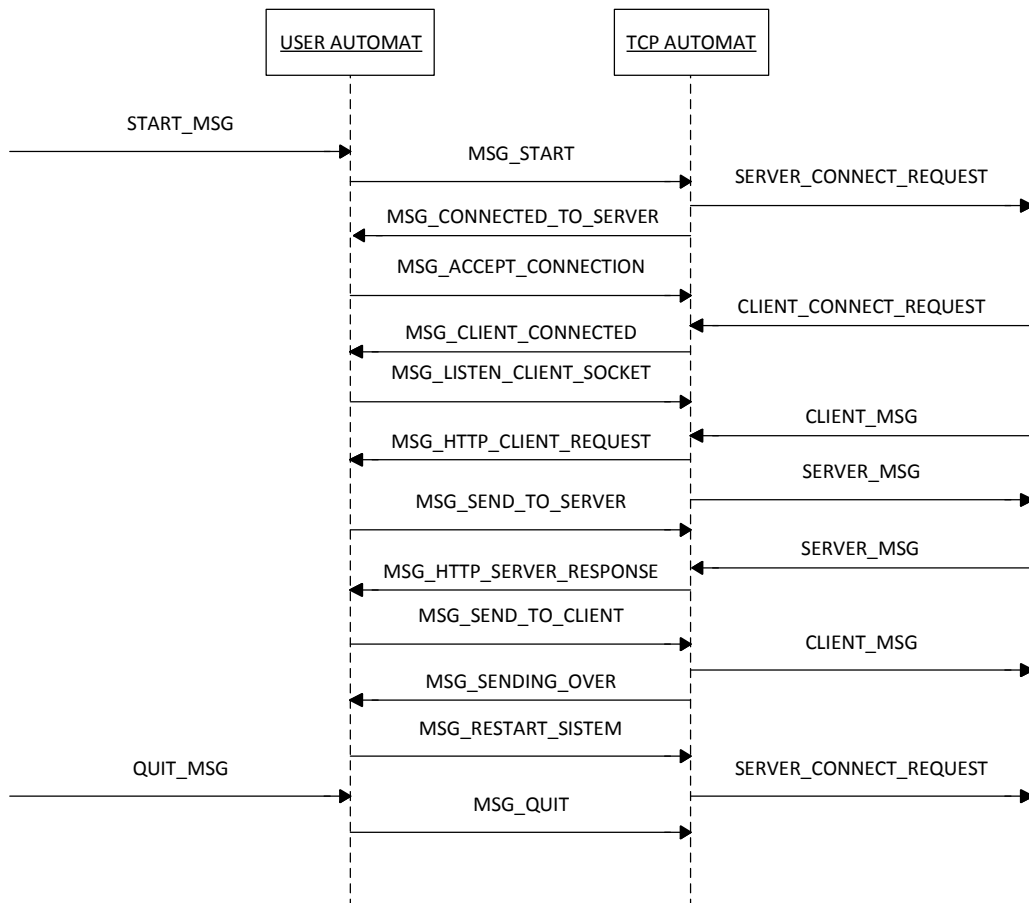 USER AUTOMAT
TCP AUTOMAT
START_MSG
MSG_START
SERVER_CONNECT_REQUEST
MSG_CONNECTED_TO_SERVER
MSG_ACCEPT_CONNECTION
CLIENT_CONNECT_REQUEST
MSG_CLIENT_CONNECTED
MSG_LISTEN_CLIENT_SOCKET
CLIENT_MSG
MSG_HTTP_CLIENT_REQUEST
SERVER_MSG
MSG_SEND_TO_SERVER
SERVER_MSG
MSG_HTTP_SERVER_RESPONSE
MSG_SEND_TO_CLIENT
CLIENT_MSG
MSG_SENDING_OVER
MSG_RESTART_SISTEM
QUIT_MSG
SERVER_CONNECT_REQUEST
MSG_QUIT